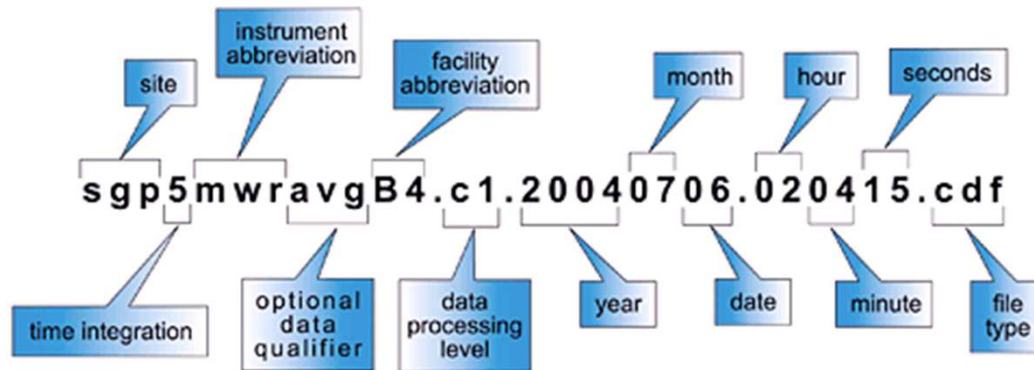 instrument
abbreviation
facility
abbreviation
site
month
hour
seconds
sgp5mwravgB4.c1.20040706.020415.cdf
time integration
optional
data
qualifier
data
processing
level
year
date
minute
file
type